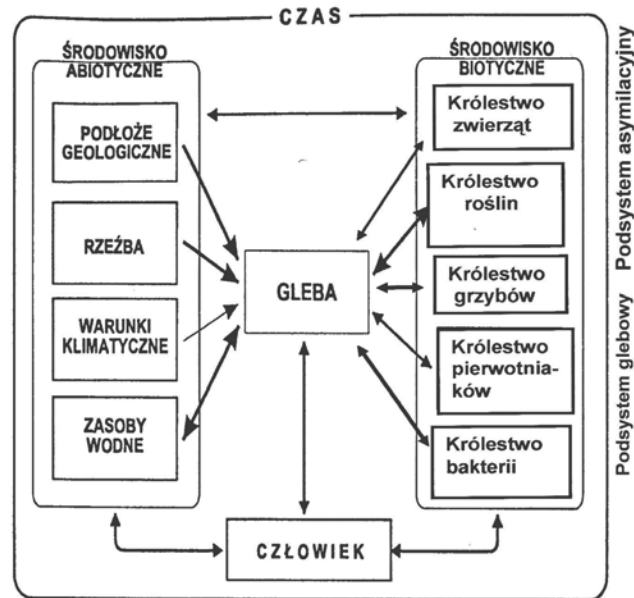 CZAS
ŚRODOWISKO
ABIOTYCZNE
PODŁOŻE
GEOLOGICZNE
RZEŹBA
WARUNKI
KLIMATYCZNE
ZASOBY
WODNE
GLEBA
CZŁOWIEK
ŚRODOWISKO
BIOTYCZNE
Królestwo
zwierząt
Królestwo
roślin
Królestwo
grzybów
Królestwo
pierwotnia-
ków
Królestwo
bakterii
Podsystem asymilacyjny
Podsystem glebowy